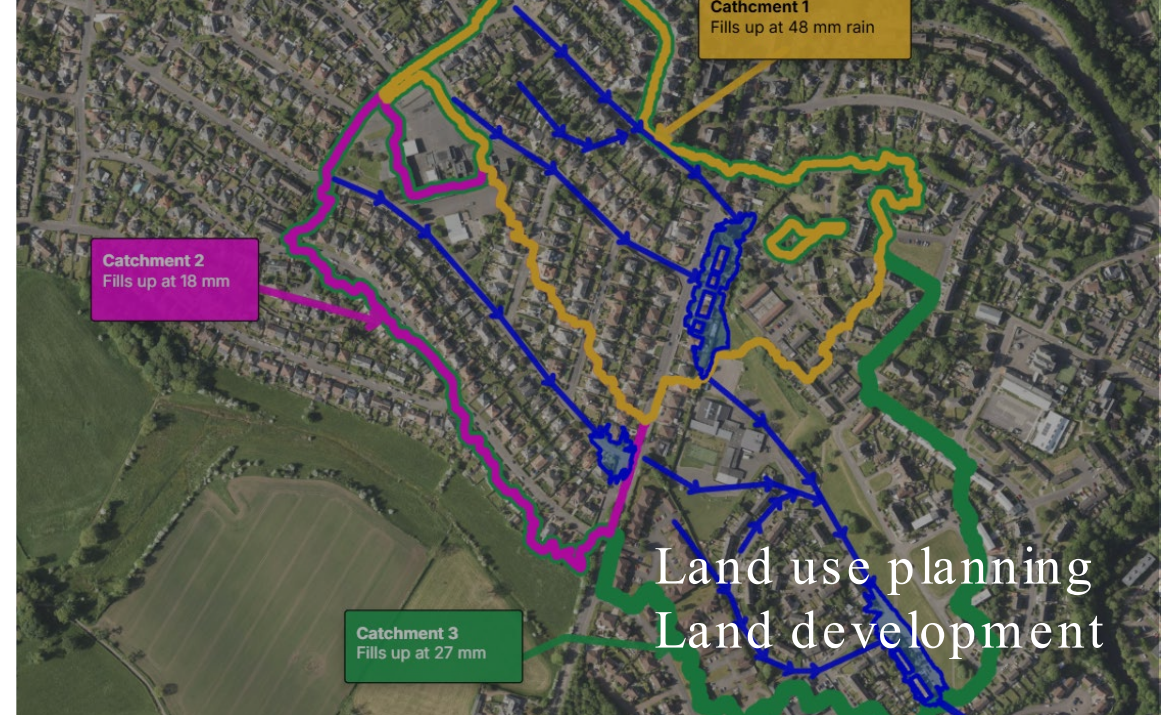 Cathcment 1
Fills up at 48 mm rain
Catchment 2
Fills up at 18 mm
Land use planning
Land development
Catchment 3
Fills up at 27 mm